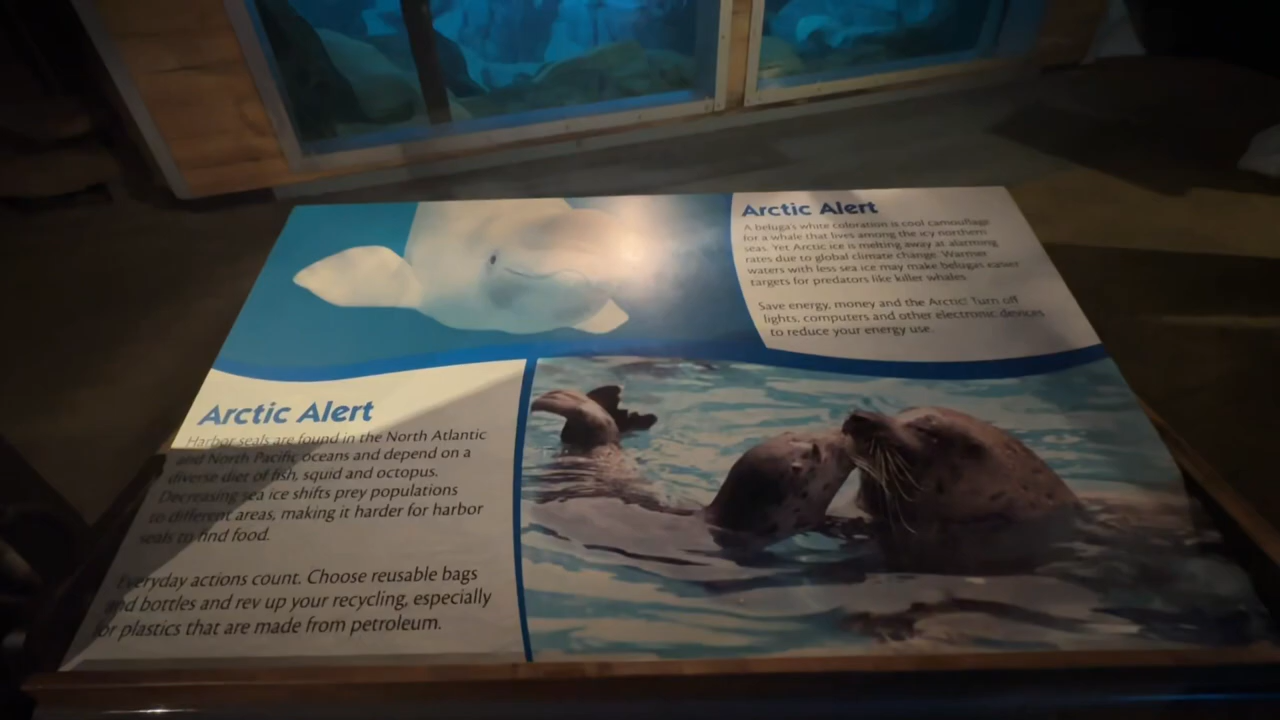 Arctic Alert
A beluga's white coloration is cool camouflage
for a whale that lives among the icy northern
seas. Yet Arctic ice is melting away at alarming
rates due to global climate change. Warmer
waters with less sea ice may make belugas easier
targets for predators like killer whales.
Save energy, money and the Arctic! Turn off
lights, computers and other electronic devices
to reduce your energy use.
Arctic Alert
Harbor seals are found in the North Atlantic
and North Pacific oceans and depend on a
diverse diet of fish, squid and octopus.
Decreasing sea ice shifts prey populations
to different areas, making it harder for harbor
seals to find food.
Everyday actions count. Choose reusable bags
and bottles and rev up your recycling, especially
for plastics that are made from petroleum.